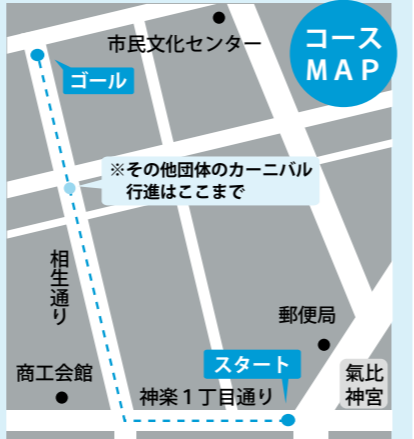 コース
MAP
市民文化センター
ゴール
※その他団体のカーニバル
行進はここまで
相生通り
郵便局
スタート
商工会館
神楽１丁目通り
氣比
神宮